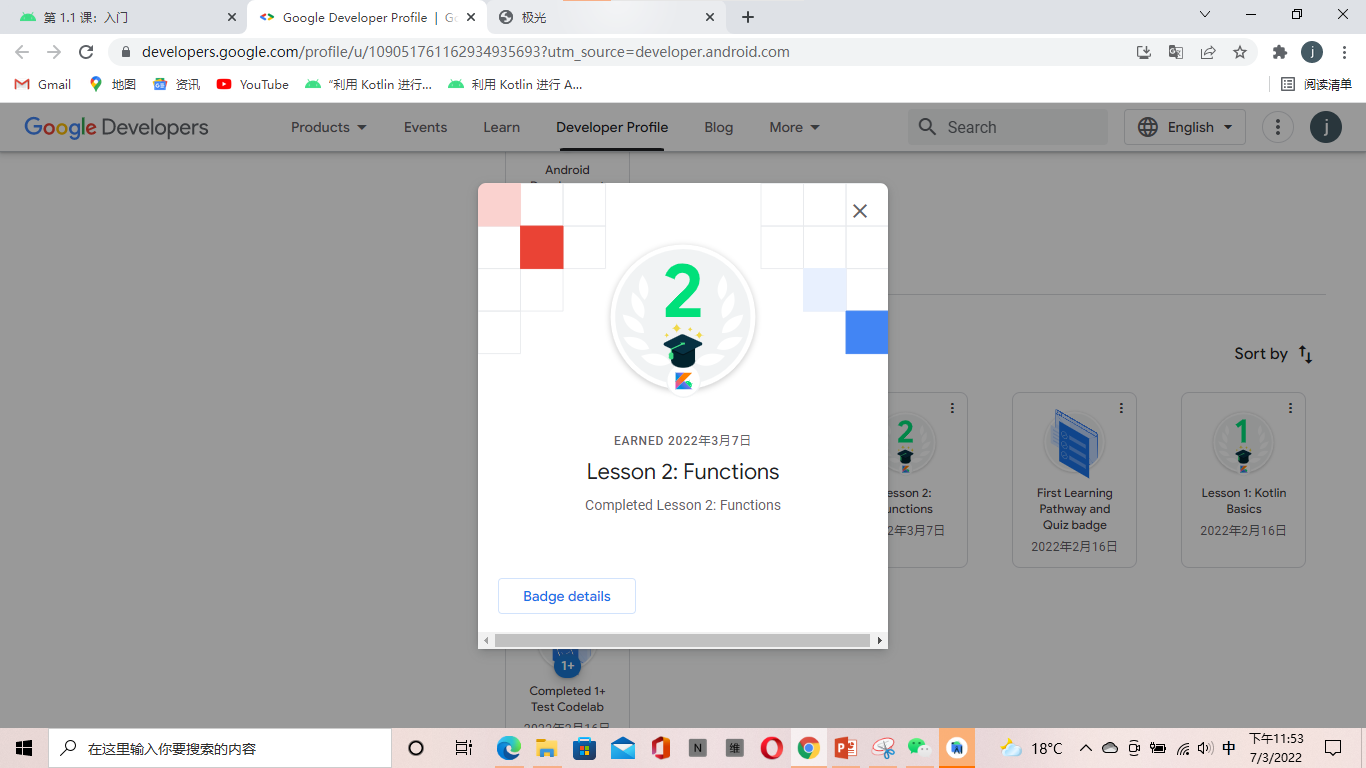 第 1.1 课：入门
Google Developer Profile | Go
极光
developers.google.com/profile/u/109051761162934935693?utm_source=developer.android.com
j
Gmail
地图
资讯
YouTube
“利用 Kotlin 进行...
利用 Kotlin 进行 A...
阅读清单
Google Developers
Products
Events
Learn
Developer Profile
Blog
More
Search
English
j
Android
2
EARNED 2022年3月7日
Lesson 2: Functions
Completed Lesson 2: Functions
Badge details
Sort by
2
esson 2:
unctions
2年3月7日
First Learning
Pathway and
Quiz badge
2022年2月16日
1
Lesson 1: Kotlin
Basics
2022年2月16日
1+
Completed 1+
Test Codelab
2022年2月16日
在这里输入你要搜索的内容
N
维
18°C
中
下午11:53
7/3/2022